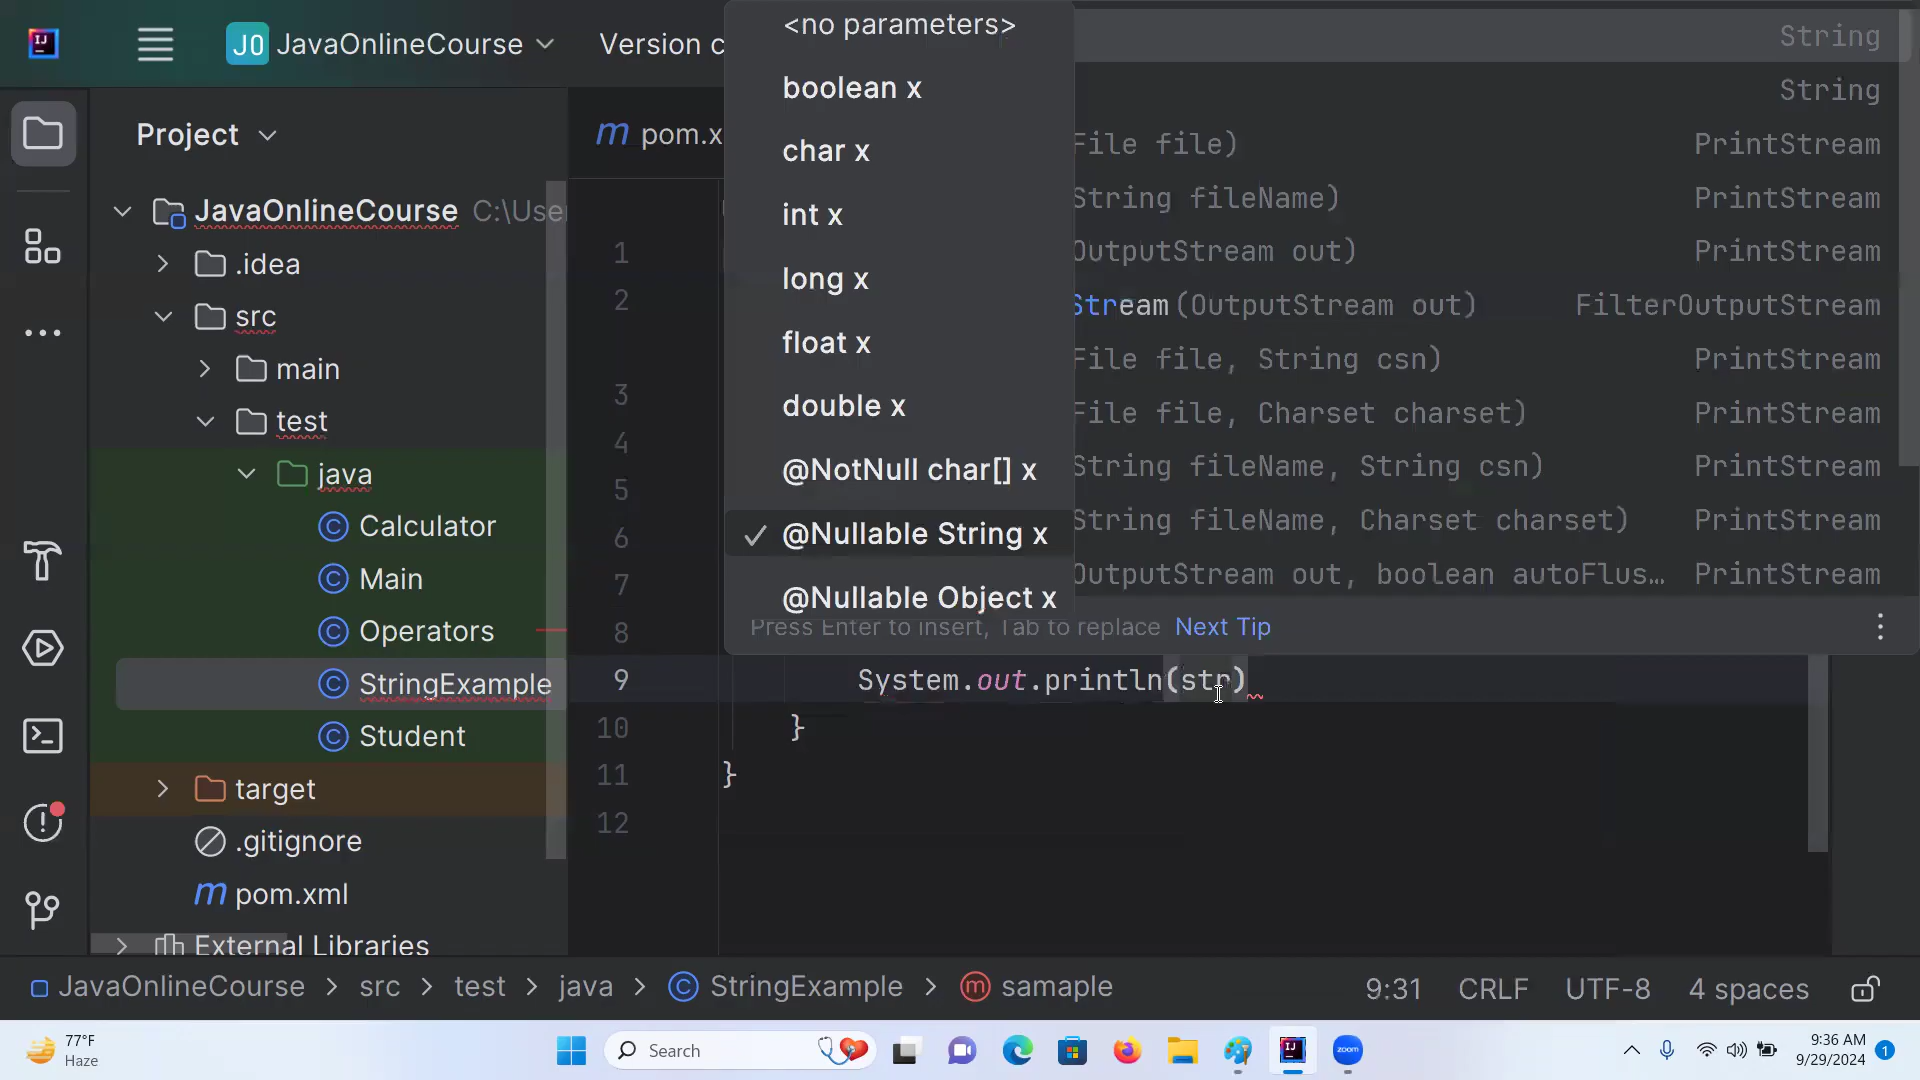 IJ
JO JavaOnlineCourse
Version c
Project
JavaOnlineCourse C:\Use
.idea
src
main
test
java
Calculator
Main
Operators
StringExample
Student
target
.gitignore
pom.xml
External Libraries
pom.x
<no parameters>
boolean x
char x
int x
long x
float x
double x
@NotNull char[] x
@Nullable String x
@Nullable Object x
String
String
File file) PrintStream
String fileName) PrintStream
OutputStream out) PrintStream
Stream(OutputStream out) FilterOutputStream
File file, String csn) PrintStream
File file, Charset charset) PrintStream
String fileName, String csn) PrintStream
String fileName, Charset charset) PrintStream
OutputStream out, boolean autoFlus... PrintStream
Press Enter to insert, Tab to replace Next Tip
1
2
3
4
5
6
7
8
9 System.out.println(str)
10 }
11 }
12
JavaOnlineCourse > src > test > java > StringExample > samaple
9:31 CRLF UTF-8 4 spaces
77°F
Haze
Search
zoom
9:36 AM
9/29/2024
1